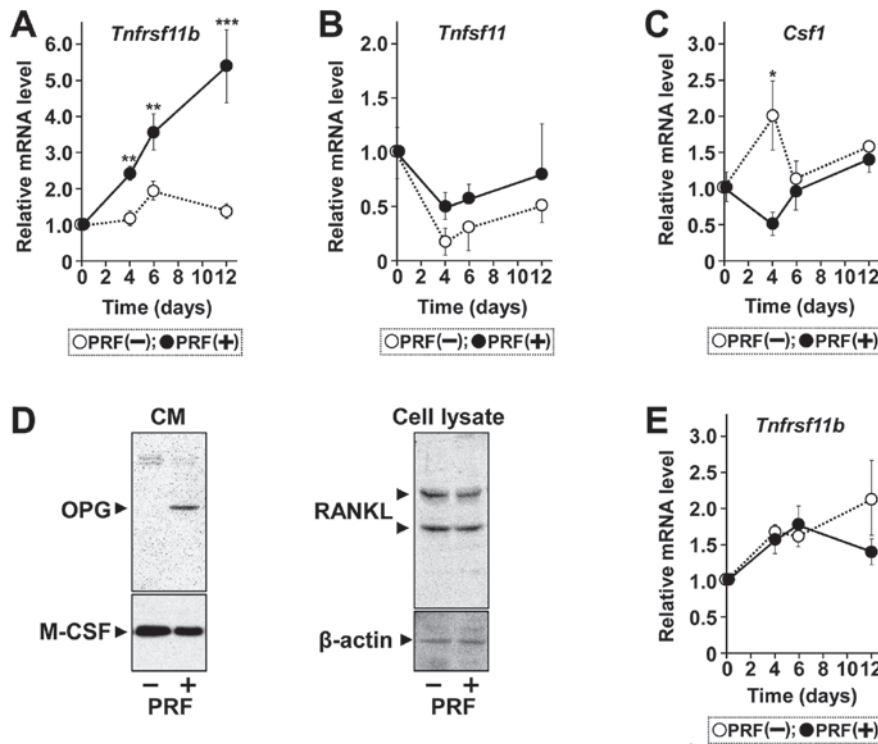 A
Tnfrsf11b
Relative mRNA level
6.0
5.0
4.0
3.0
2.0
1.0
0
**
**
***
0 2 4 6 8 10 12
Time (days)
PRF(−); PRF(+)
B
Tnfsf11
Relative mRNA level
2.0
1.5
1.0
0.5
0
0 2 4 6 8 10 12
Time (days)
PRF(−); PRF(+)
C
Csf1
Relative mRNA level
3.0
2.5
2.0
1.5
1.0
0.5
0
*
0 2 4 6 8 10 12
Time (days)
PRF(−); PRF(+)
D
CM
OPG
M-CSF
− +
PRF
Cell lysate
RANKL
β-actin
− +
PRF
E
Tnfrsf11b
Relative mRNA level
3.0
2.5
2.0
1.5
1.0
0.5
0
0 2 4 6 8 10 12
Time (days)
PRF(−); PRF(+)